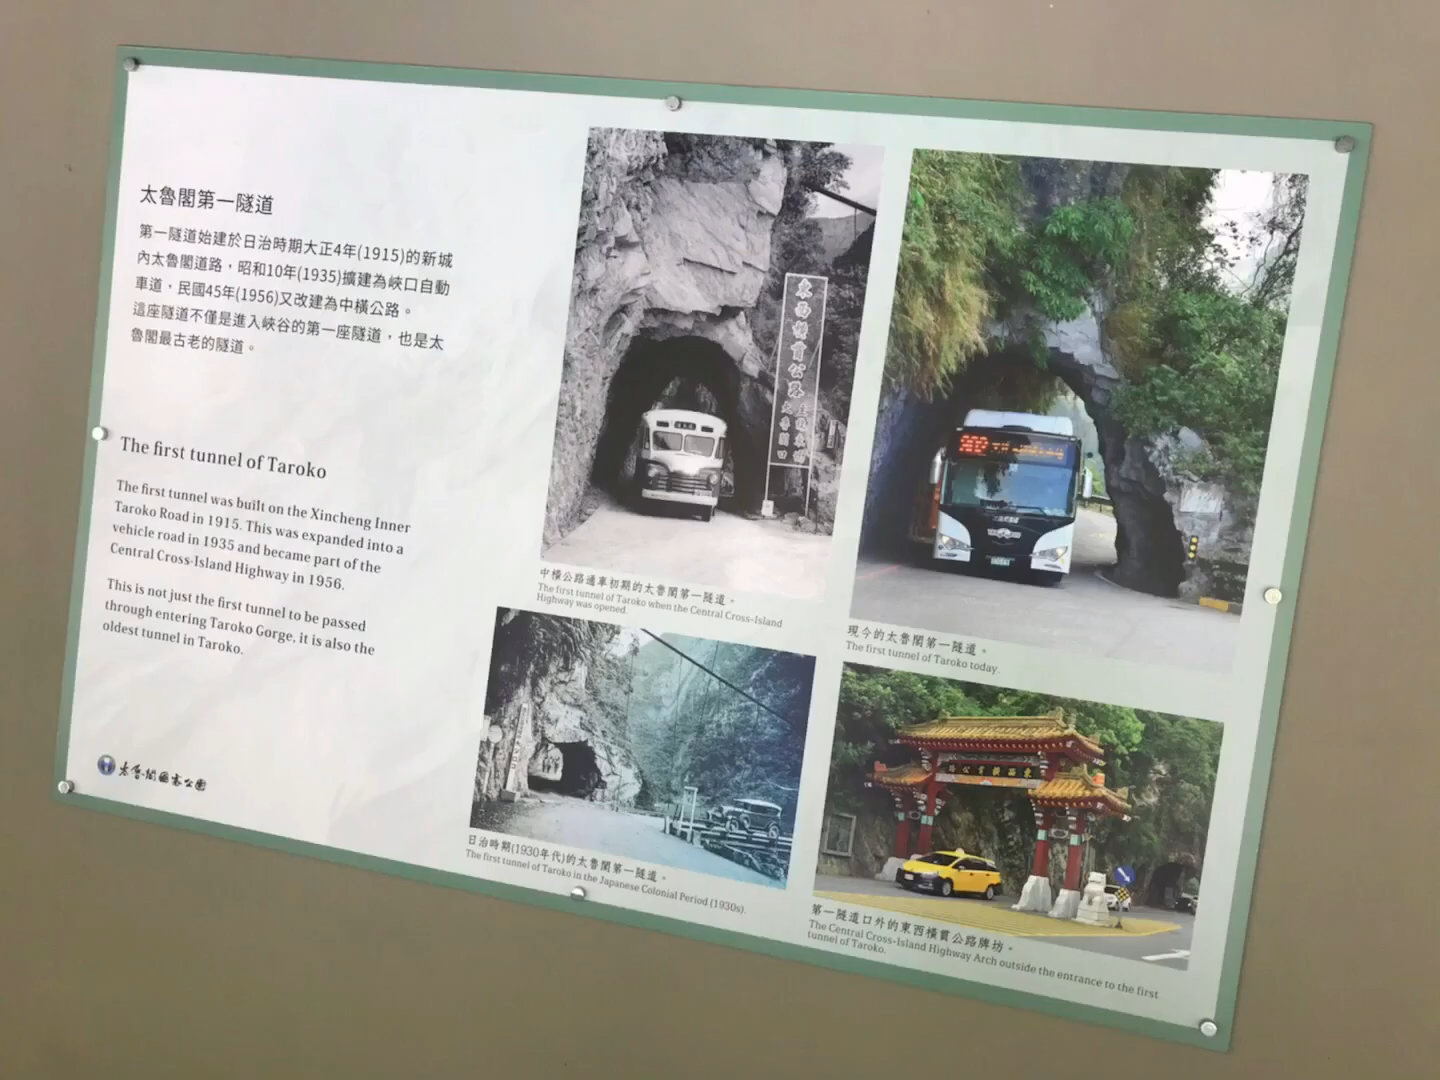 太魯閣第一隧道
第一隧道始建於日治時期大正4年(1915)的新城
內太魯閣道路，昭和10年(1935)擴建為峽口自動
車道，民國45年(1956)又改建為中橫公路。
這座隧道不僅是進入峽谷的第一座隧道，也是太
魯閣最古老的隧道。
The first tunnel of Taroko
The first tunnel was built on the Xincheng Inner
Taroko Road in 1915. This was expanded into a
vehicle road in 1935 and became part of the
Central Cross-Island Highway in 1956.
This is not just the first tunnel to be passed
through entering Taroko Gorge, it is also the
oldest tunnel in Taroko.
太魯閣國家公園
東西橫貫公路
中橫公路通車初期的太魯閣第一隧道。
The first tunnel of Taroko when the Central Cross-Island
Highway was opened.
302
現今的太魯閣第一隧道。
The first tunnel of Taroko today.
日治時期(1930年代)的太魯閣第一隧道。
The first tunnel of Taroko in the Japanese Colonial Period (1930s).
路公貫橫西東
第一隧道口外的東西橫貫公路牌坊。
The Central Cross-Island Highway Arch outside the entrance to the first
tunnel of Taroko.